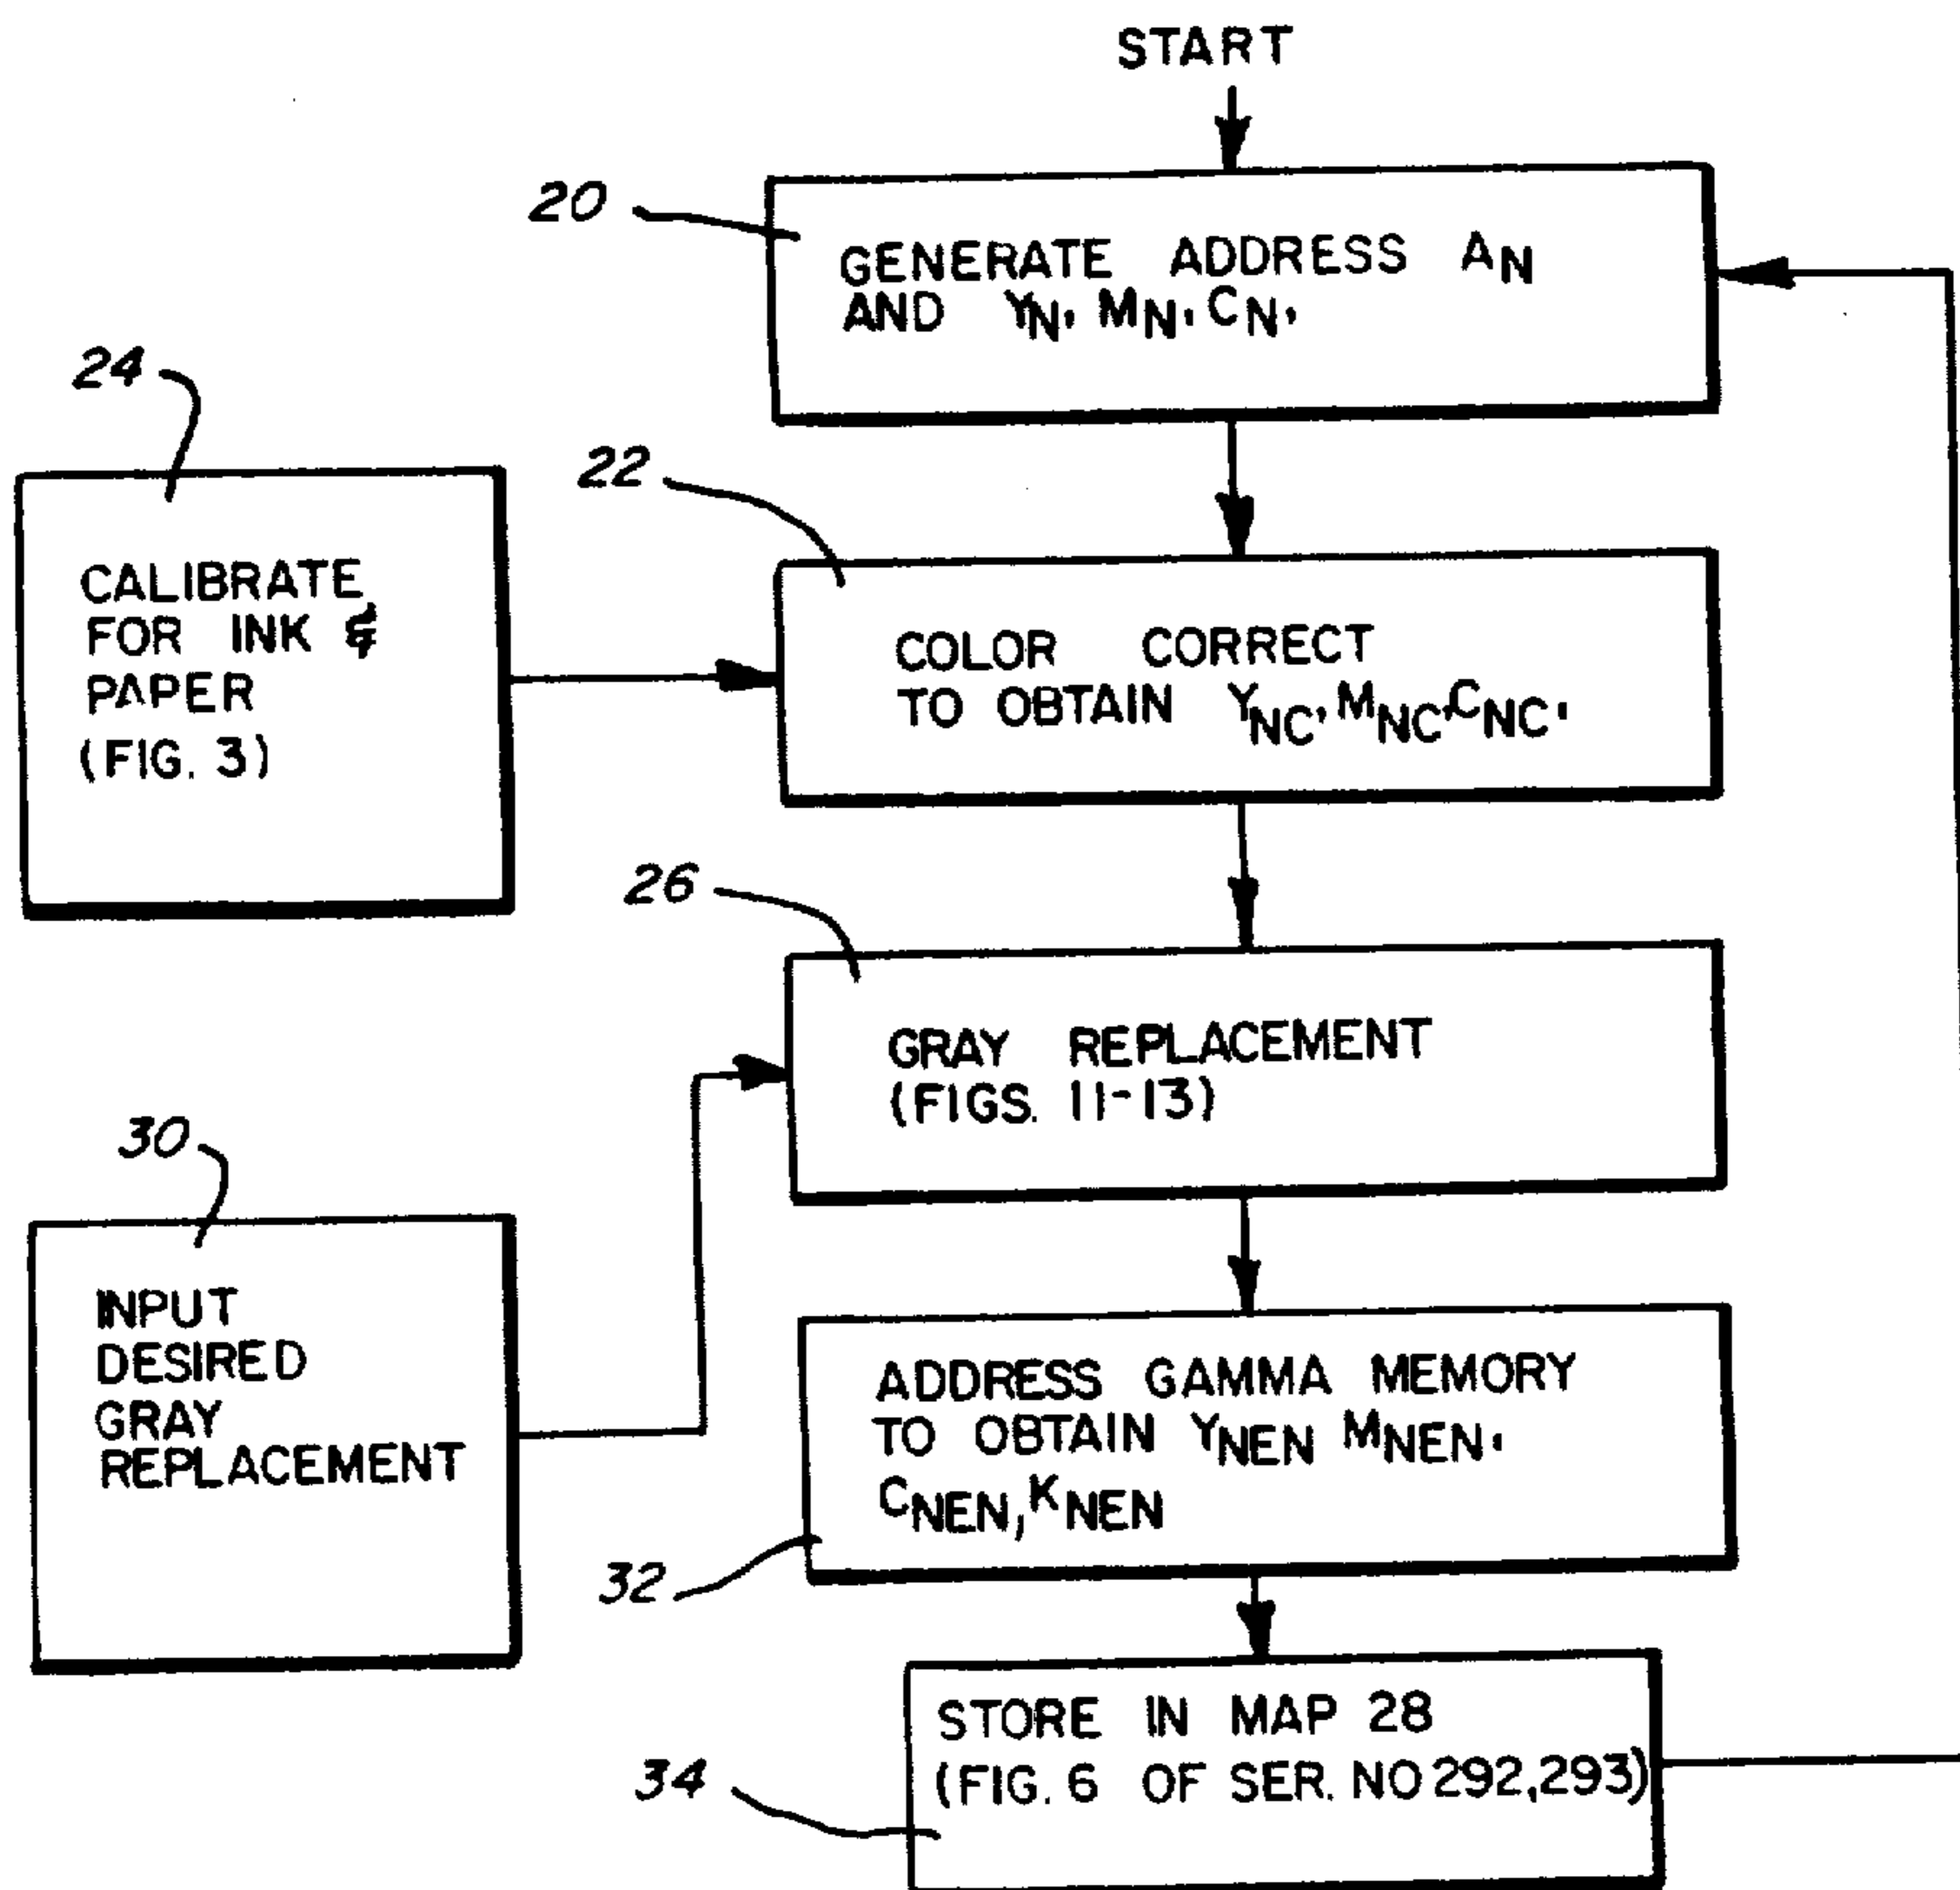 START
20
GENERATE ADDRESS AN
AND YN, MN, CN,
24
CALIBRATE
FOR INK &
PAPER
(FIG. 3)
22
COLOR CORRECT
TO OBTAIN YNC, MNC, CNC.
26
GRAY REPLACEMENT
(FIGS. 11-13)
30
INPUT
DESIRED
GRAY
REPLACEMENT
ADDRESS GAMMA MEMORY
TO OBTAIN YNEN MNEN,
CNEN, KNEN
32
STORE IN MAP 28
(FIG. 6 OF SER. NO 292,293)
34